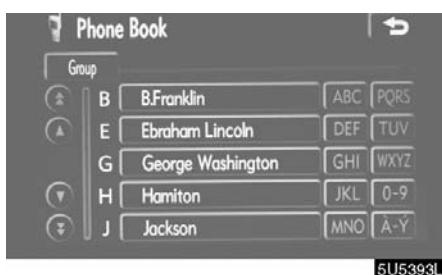 Phone Book
Group
B B.Franklin ABC PQRS
E Ebraham Lincoln DEF TUV
G George Washington GHI WXYZ
H Hamiton JKL 0-9
J Jackson MNO À-Ý
5U5393L